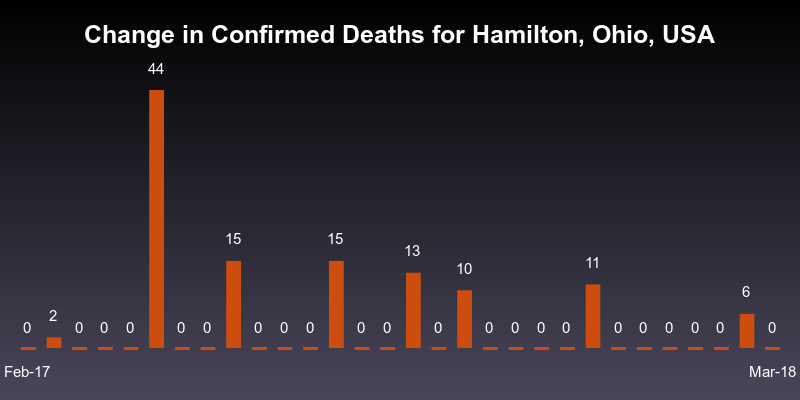 Change in Confirmed Deaths for Hamilton, Ohio, USA
0 2 0 0 0 44 0 0 15 0 0 0 15 0 0 13 0 10 0 0 0 0 11 0 0 0 0 0 6 0
Feb-17 Mar-18